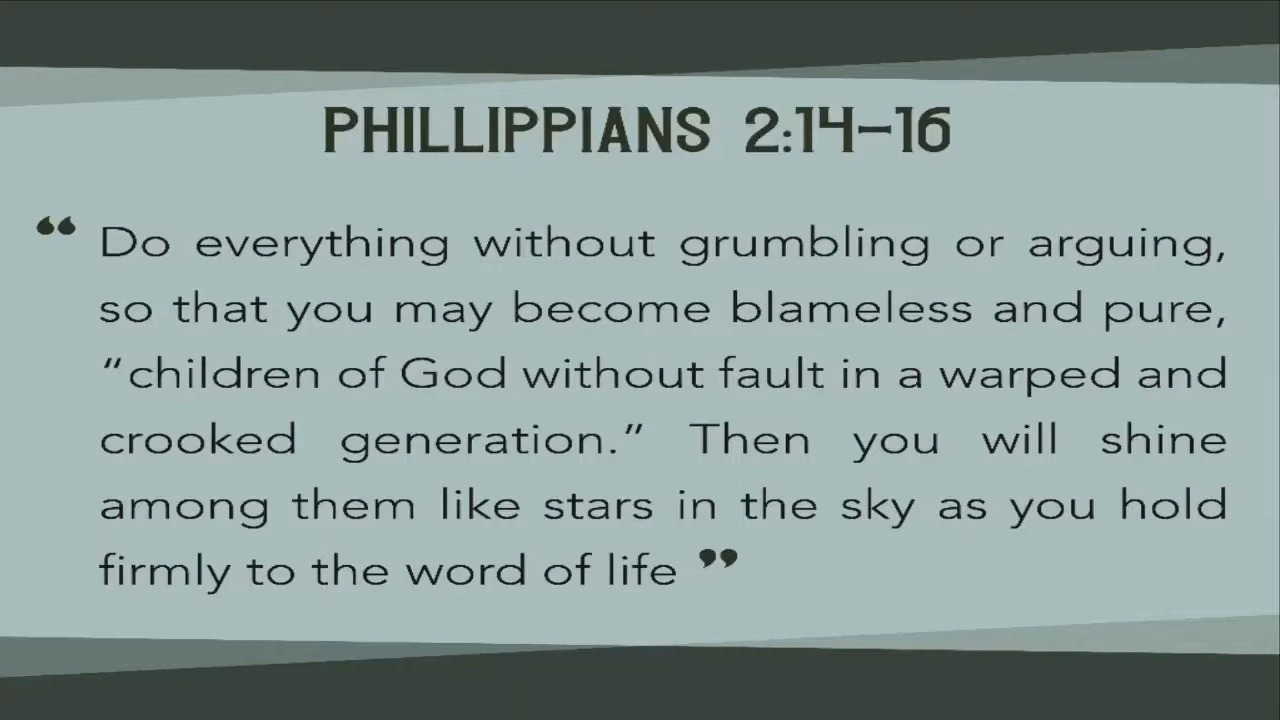 PHILLIPPIANS 2:14–16
“ Do everything without grumbling or arguing,
so that you may become blameless and pure,
“children of God without fault in a warped and
crooked generation.” Then you will shine
among them like stars in the sky as you hold
firmly to the word of life ”